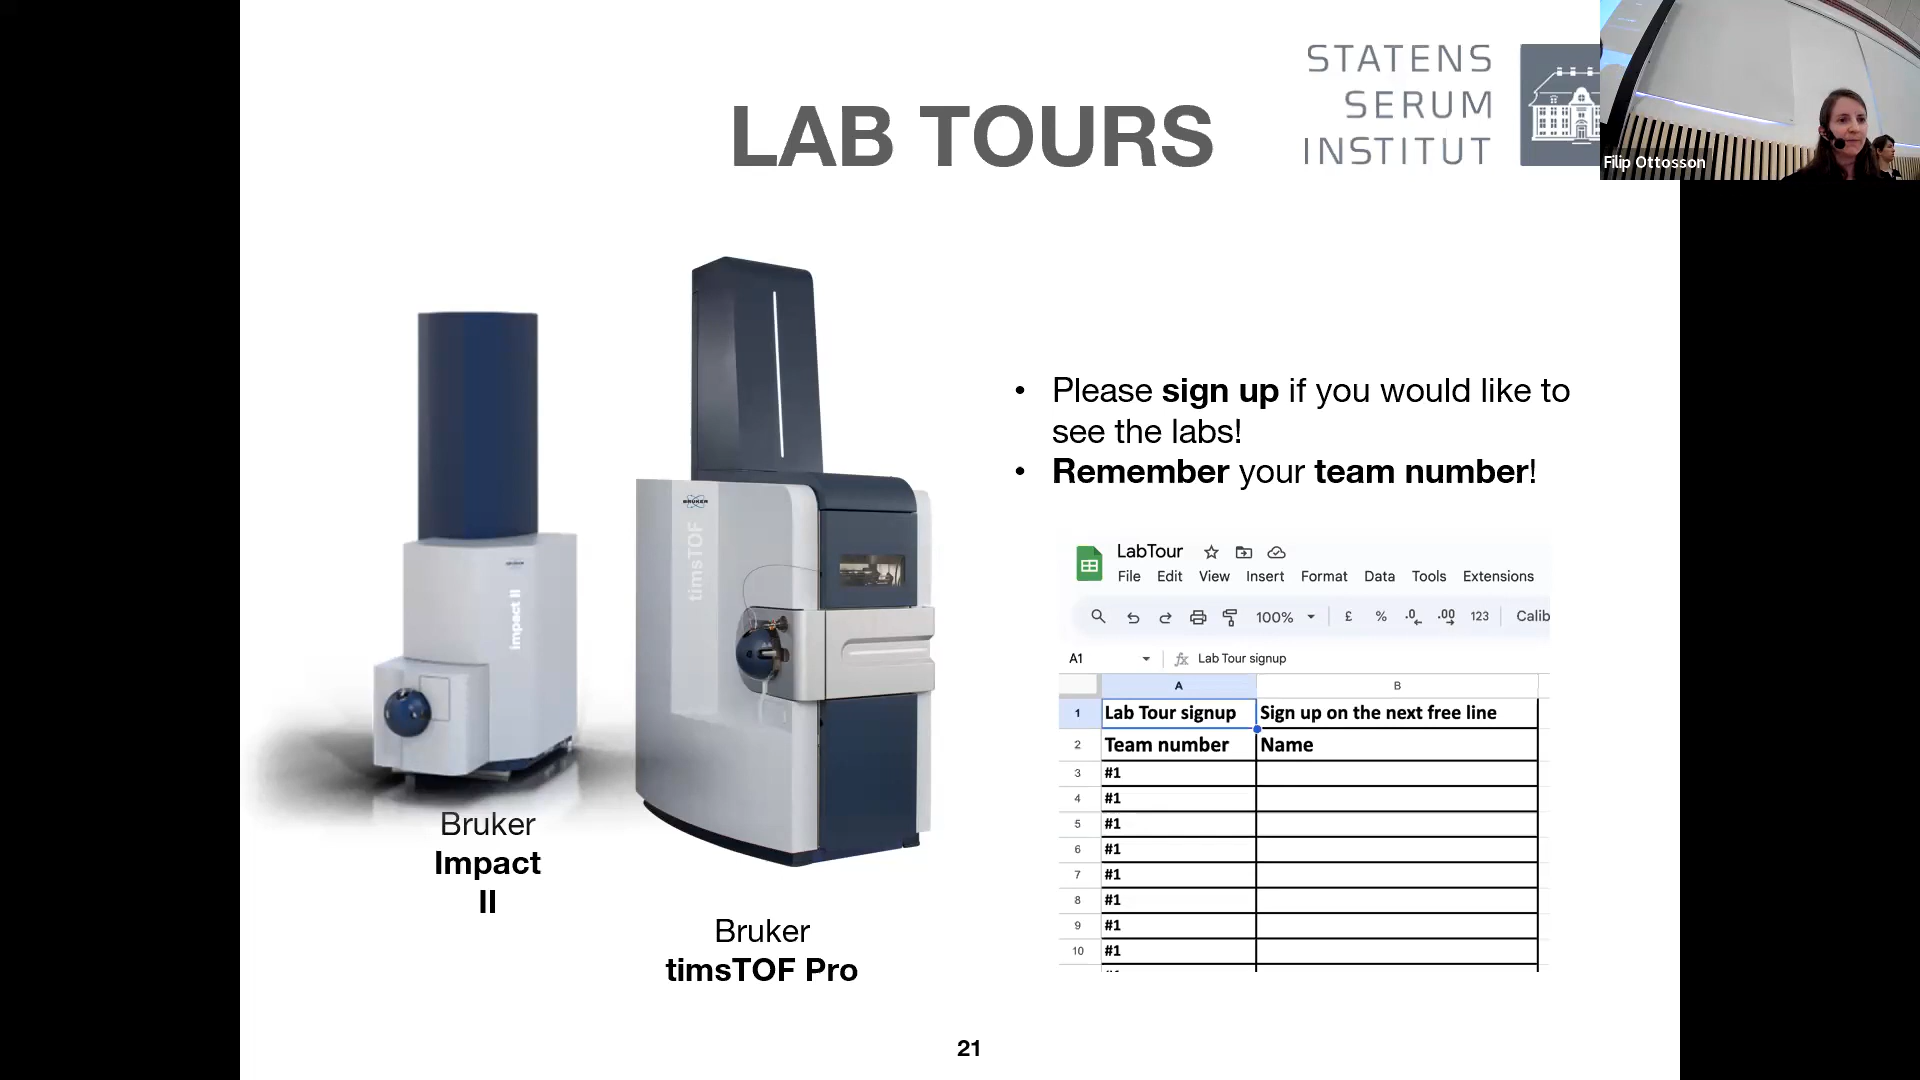 STATENS
SERUM
INSTITUT
Filip Ottosson
LAB TOURS
• Please sign up if you would like to
see the labs!
• Remember your team number!
BRUKER
timsTOF
impact II
Bruker
Impact
II
Bruker
timsTOF Pro
LabTour
File Edit View Insert Format Data Tools Extensions
100% £ % .0 .00 123 Calib
A1 fx Lab Tour signup
A B
1 Lab Tour signup Sign up on the next free line
2 Team number Name
3 #1
4 #1
5 #1
6 #1
7 #1
8 #1
9 #1
10 #1
21